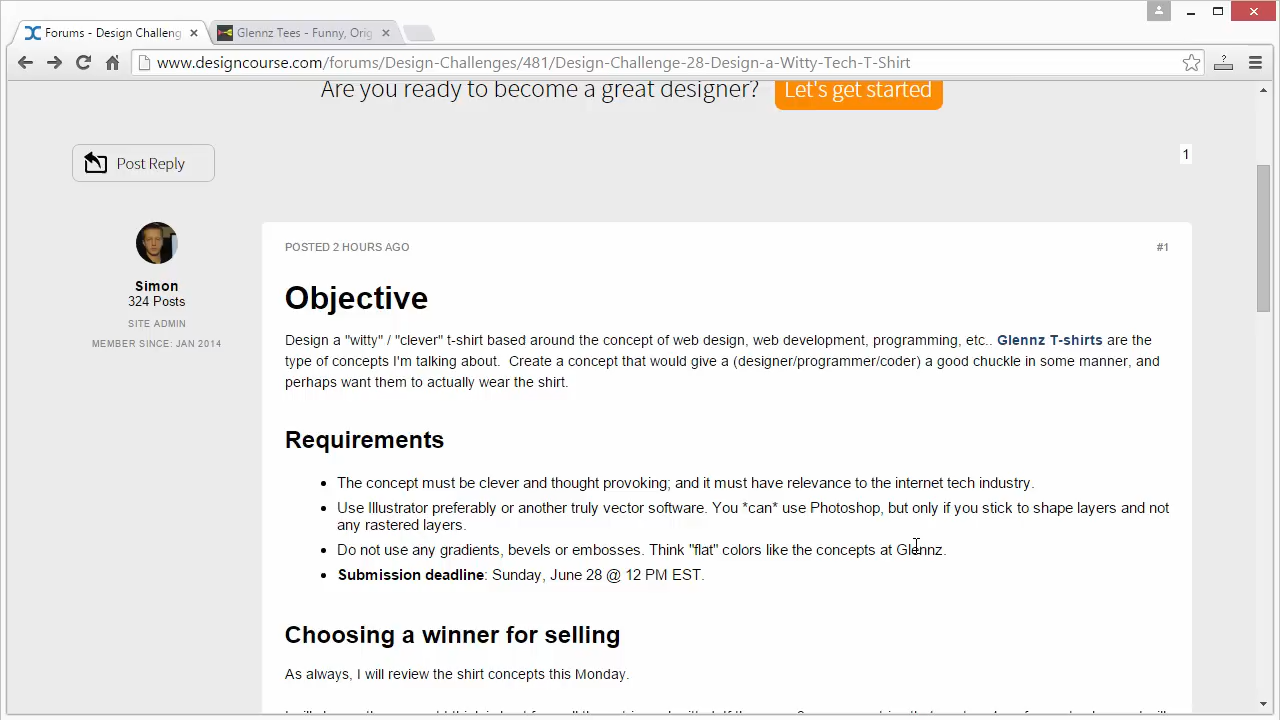 Forums - Design Challeng
Glennz Tees - Funny, Orig
www.designcourse.com/forums/Design-Challenges/481/Design-Challenge-28-Design-a-Witty-Tech-T-Shirt
Are you ready to become a great designer? Let's get started
Post Reply
1
POSTED 2 HOURS AGO #1
Simon
324 Posts
SITE ADMIN
MEMBER SINCE: JAN 2014
Objective
Design a "witty" / "clever" t-shirt based around the concept of web design, web development, programming, etc.. Glennz T-shirts are the
type of concepts I'm talking about. Create a concept that would give a (designer/programmer/coder) a good chuckle in some manner, and
perhaps want them to actually wear the shirt.
Requirements
The concept must be clever and thought provoking; and it must have relevance to the internet tech industry.
Use Illustrator preferably or another truly vector software. You *can* use Photoshop, but only if you stick to shape layers and not
any rastered layers.
Do not use any gradients, bevels or embosses. Think "flat" colors like the concepts at Glennz.
Submission deadline: Sunday, June 28 @ 12 PM EST.
Choosing a winner for selling
As always, I will review the shirt concepts this Monday.